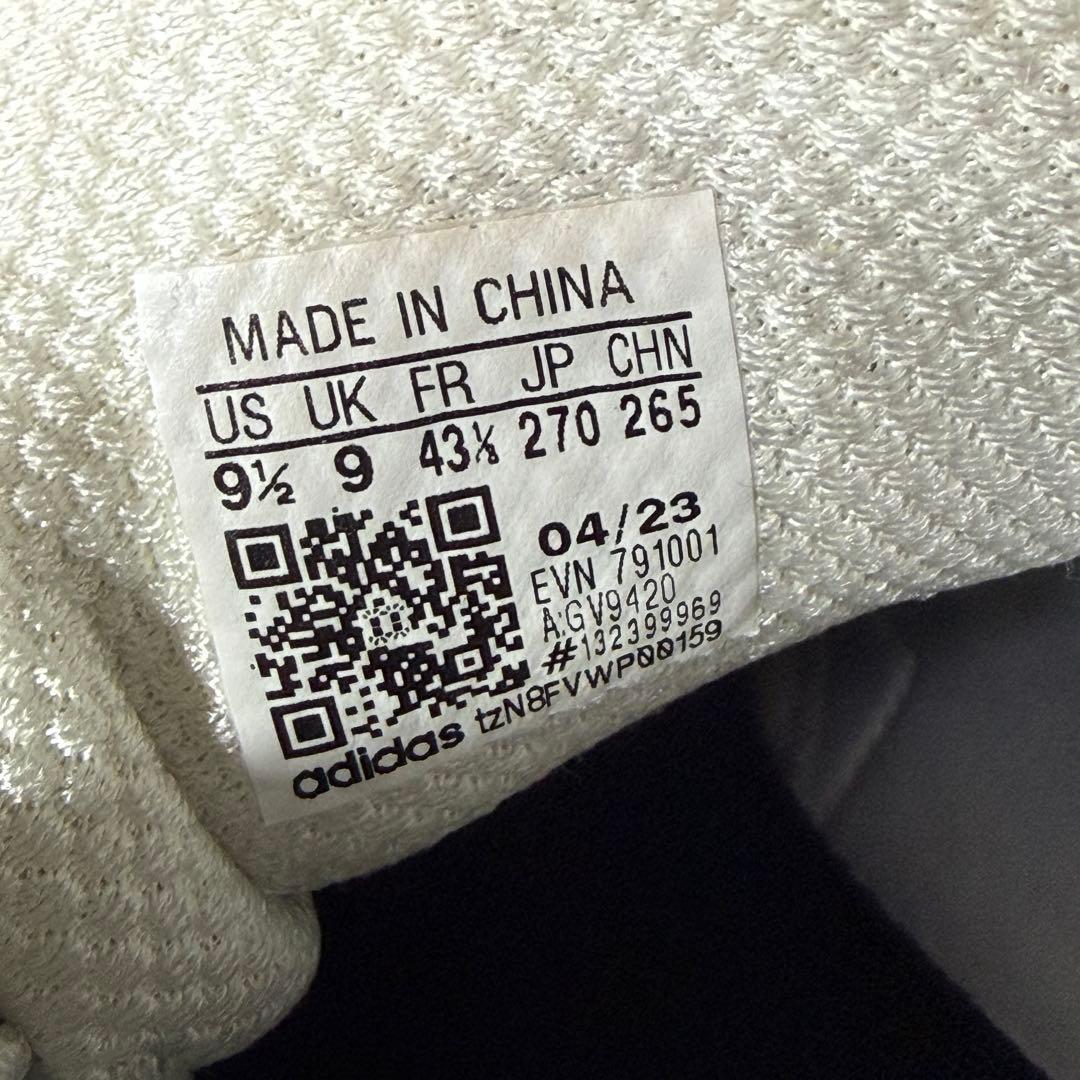 MADE IN CHINA
US UK FR JP CHN
9½ 9 43⅓ 270 265
04/23
EVN 791001
A:GV9420
#132399969
adidas tzN8FVWP00159